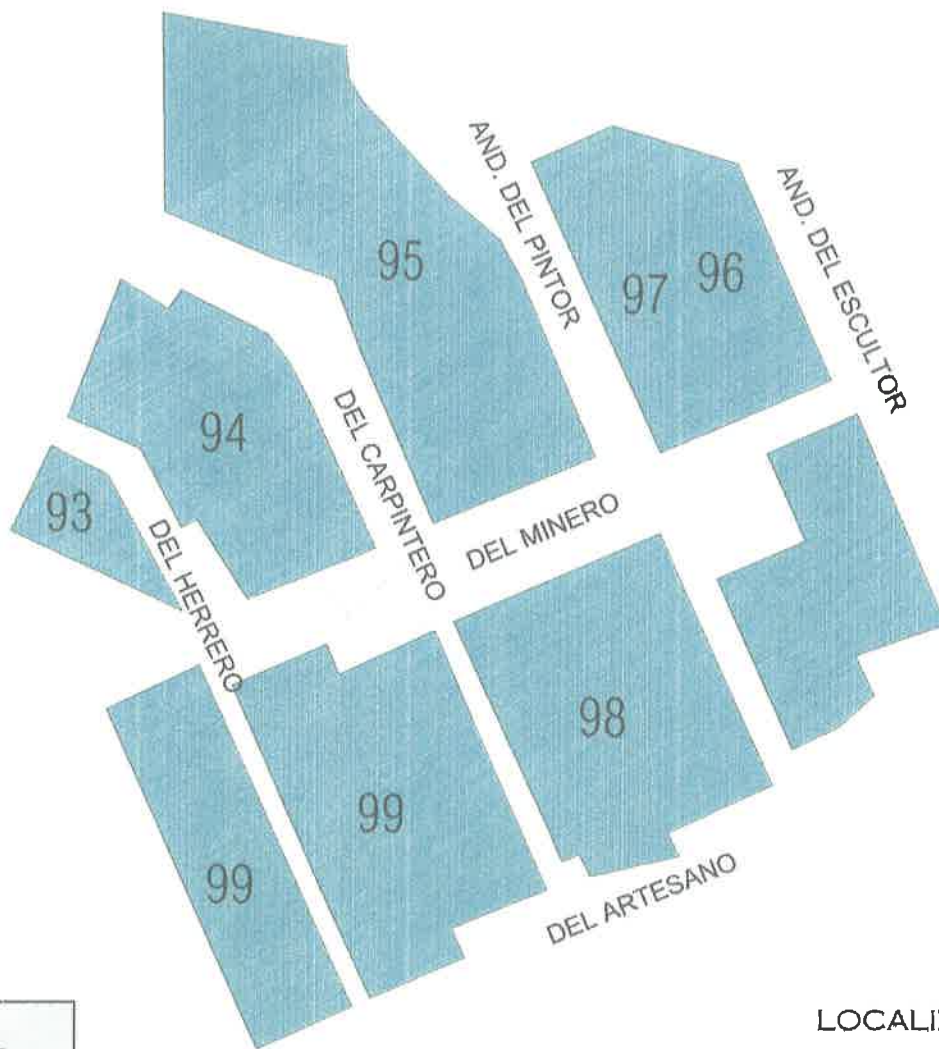 AND. DEL PINTOR
AND. DEL ESCULTOR
95
97
96
94
DEL CARPINTERO
93
DEL HERRERO
DEL MINERO
98
99
99
DEL ARTESANO